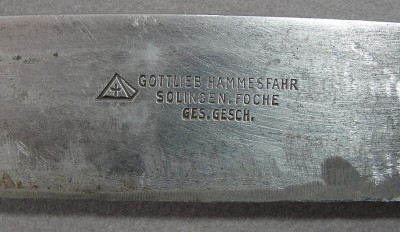 GOTTLIEB HAMMESFAHR
SOLINGEN.FOCHE
GES.GESCH.